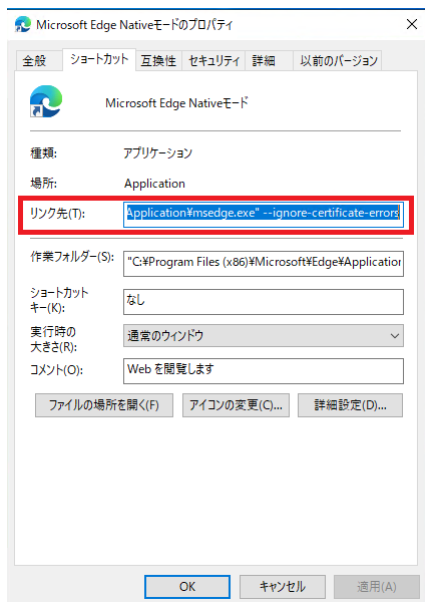 Microsoft Edge Nativeモードのプロパティ
全般 ショートカット 互換性 セキュリティ 詳細 以前のバージョン
Microsoft Edge Nativeモード
種類: アプリケーション
場所: Application
リンク先(T): Application¥msedge.exe" --ignore-certificate-errors
作業フォルダー(S): "C:¥Program Files (x86)¥Microsoft¥Edge¥Application
ショートカット
キー(K): なし
実行時の
大きさ(R): 通常のウィンドウ
コメント(O): Web を閲覧します
ファイルの場所を開く(F) アイコンの変更(C)... 詳細設定(D)...
OK キャンセル 適用(A)